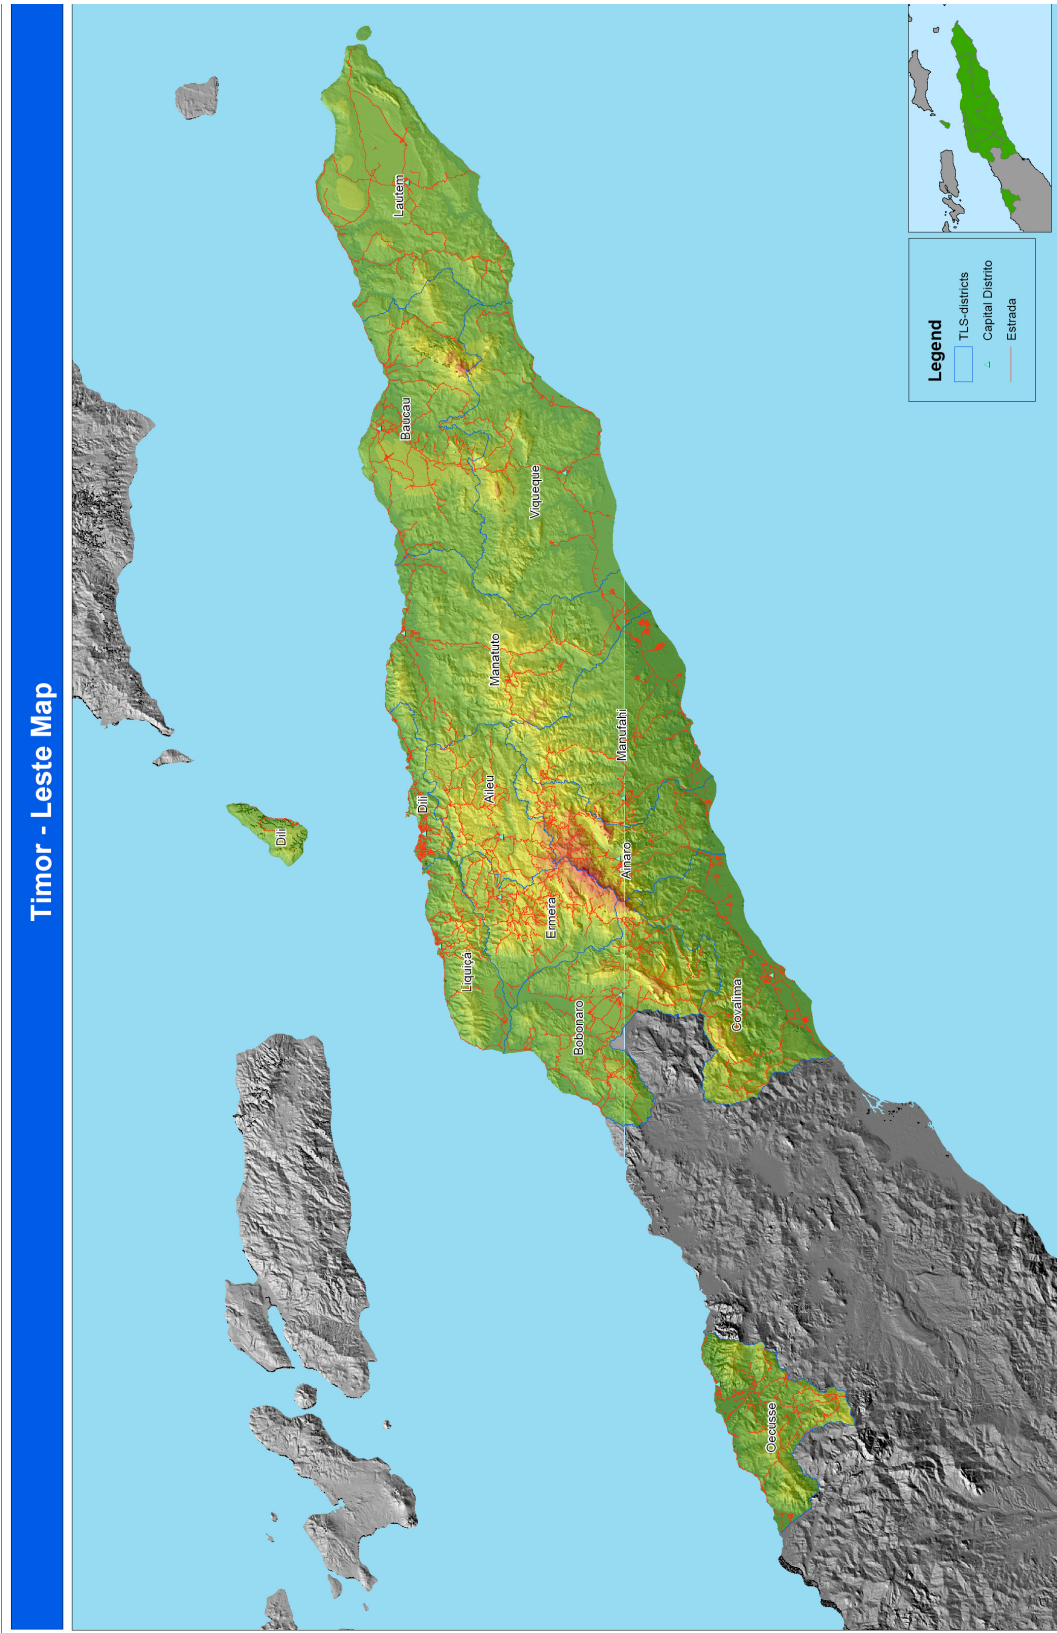 Timor - Leste Map
Dili
Lautem
Baucau
Viqueque
Manatuto
Dili
Aileu
Manufahi
Ainaro
Ermera
Liquiça
Bobonaro
Covalima
Oecusse
Legend
TLS-districts
Capital Distrito
Estrada